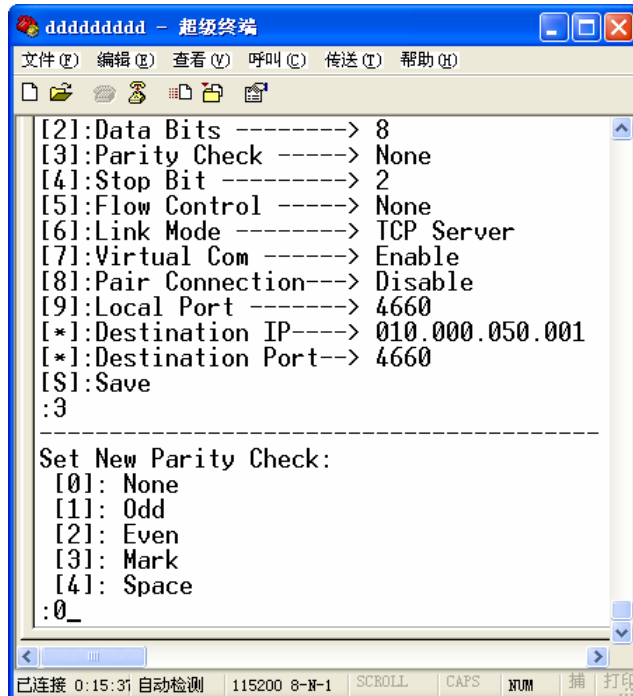 ddddddddd - 超级终端
文件(F) 编辑(E) 查看(V) 呼叫(C) 传送(T) 帮助(H)
[2]:Data Bits --------> 8
[3]:Parity Check -----> None
[4]:Stop Bit ---------> 2
[5]:Flow Control -----> None
[6]:Link Mode --------> TCP Server
[7]:Virtual Com ------> Enable
[8]:Pair Connection---> Disable
[9]:Local Port -------> 4660
[*]:Destination IP----> 010.000.050.001
[*]:Destination Port--> 4660
[S]:Save
:3
----------------------------------------
Set New Parity Check:
[0]: None
[1]: Odd
[2]: Even
[3]: Mark
[4]: Space
:0_
已连接 0:15:37 自动检测 115200 8-N-1 SCROLL CAPS NUM 捕 打印